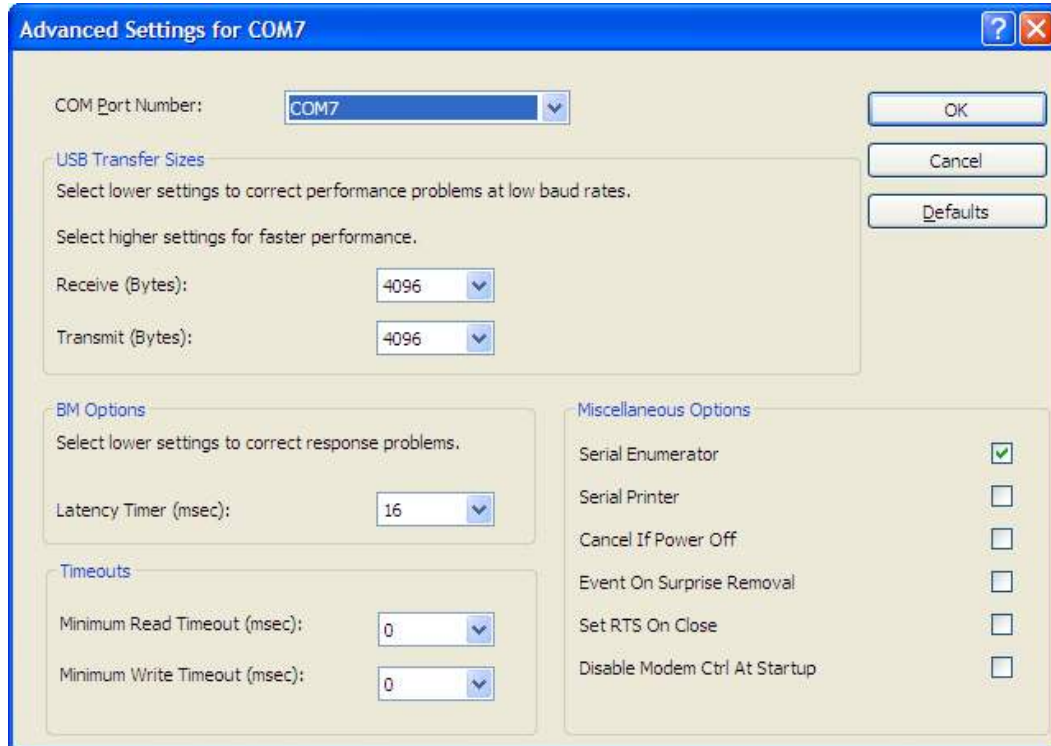 Advanced Settings for COM7
COM Port Number: COM7
OK
Cancel
Defaults
USB Transfer Sizes
Select lower settings to correct performance problems at low baud rates.
Select higher settings for faster performance.
Receive (Bytes): 4096
Transmit (Bytes): 4096
BM Options
Select lower settings to correct response problems.
Latency Timer (msec): 16
Timeouts
Minimum Read Timeout (msec): 0
Minimum Write Timeout (msec): 0
Miscellaneous Options
Serial Enumerator
Serial Printer
Cancel If Power Off
Event On Surprise Removal
Set RTS On Close
Disable Modem Ctrl At Startup